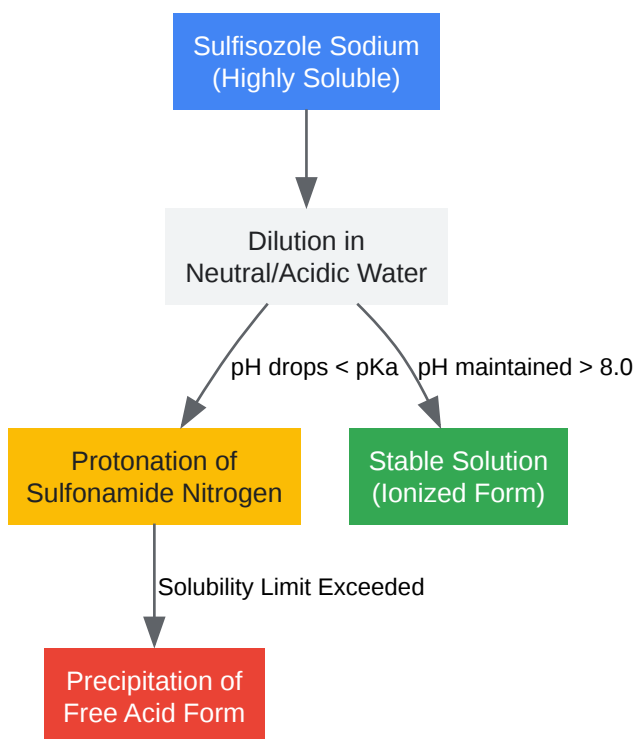 Sulfisozole Sodium
(Highly Soluble)
Dilution in
Neutral/Acidic Water
pH drops < pKa
pH maintained > 8.0
Protonation of
Sulfonamide Nitrogen
Stable Solution
(Ionized Form)
Solubility Limit Exceeded
Precipitation of
Free Acid Form